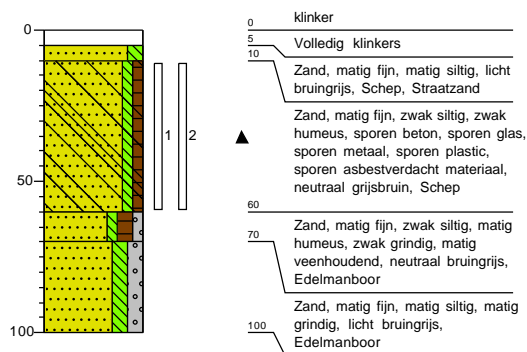 0
50
100
1
2
0
klinker
5
Volledig klinkers
10
Zand, matig fijn, matig siltig, licht
bruingrijs, Schep, Straatzand
Zand, matig fijn, zwak siltig, zwak
humeus, sporen beton, sporen glas,
sporen metaal, sporen plastic,
sporen asbestverdacht materiaal,
neutraal grijsbruin, Schep
60
Zand, matig fijn, zwak siltig, matig
humeus, zwak grindig, matig
veenhoudend, neutraal bruingrijs,
Edelmanboor
70
Zand, matig fijn, matig siltig, matig
grindig, licht bruingrijs,
Edelmanboor
100